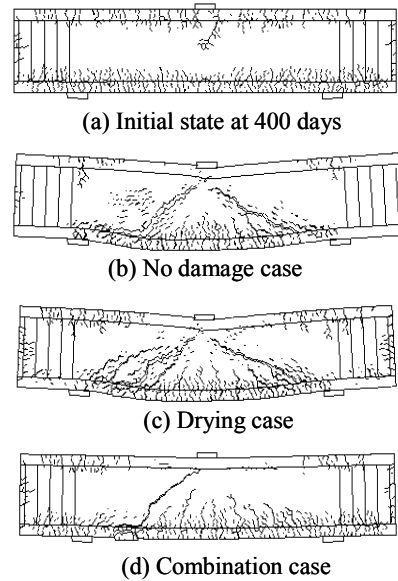 (a) Initial state at 400 days
(b) No damage case
(c) Drying case
(d) Combination case